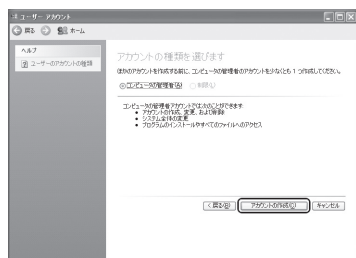 ユーザー アカウント
戻る ホーム
ヘルプ
ユーザーのアカウントの種類
アカウントの種類を選びます
ほかのアカウントを作成する前に、コンピュータの管理者のアカウントを少なくとも 1 つ作成してください。
コンピュータの管理者(A) 制限(L)
コンピュータの管理者アカウントでは次のことができます
• アカウントの作成、変更、および削除
• システム全体の変更
• プログラムのインストールやすべてのファイルへのアクセス
< 戻る(B) アカウントの作成(C) キャンセル